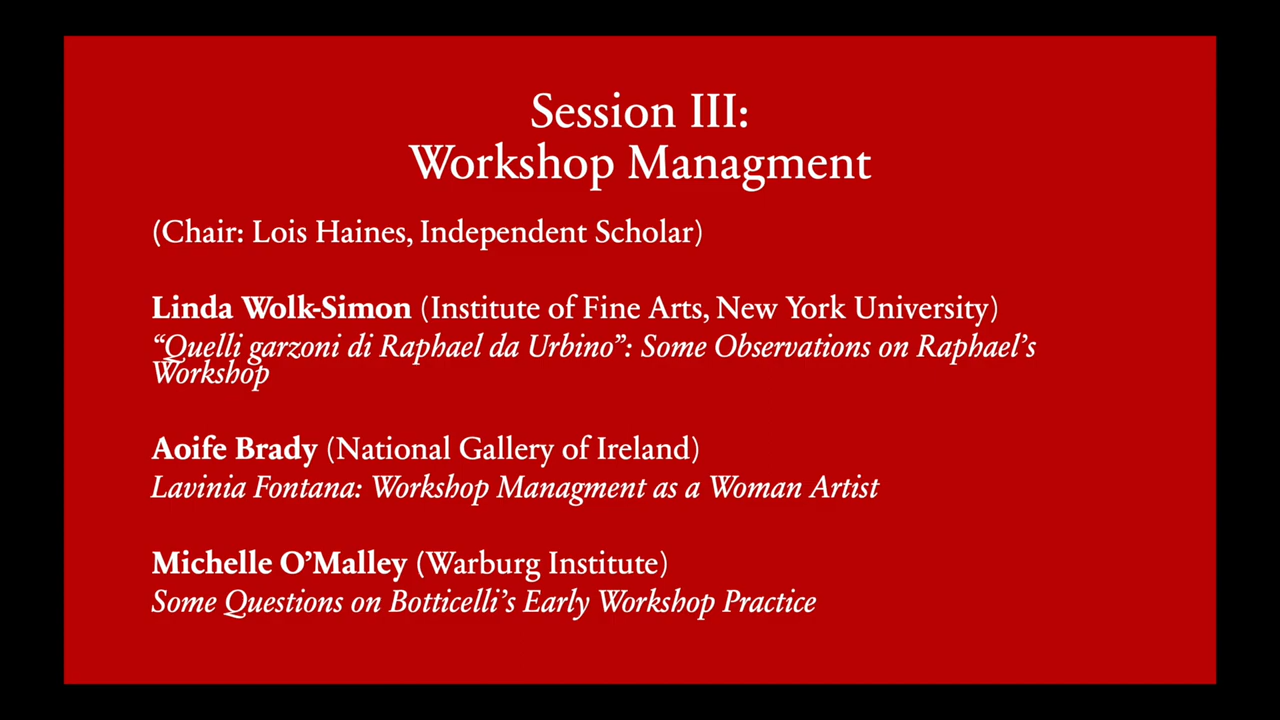 Session III:
Workshop Managment
(Chair: Lois Haines, Independent Scholar)
Linda Wolk-Simon (Institute of Fine Arts, New York University)
“Quelli garzoni di Raphael da Urbino”: Some Observations on Raphael’s
Workshop
Aoife Brady (National Gallery of Ireland)
Lavinia Fontana: Workshop Managment as a Woman Artist
Michelle O’Malley (Warburg Institute)
Some Questions on Botticelli’s Early Workshop Practice